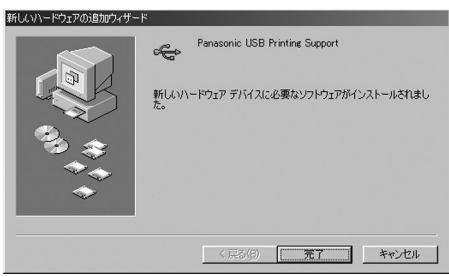 新しいハードウェアの追加ウィザード
Panasonic USB Printing Support
新しいハードウェア デバイスに必要なソフトウェアがインストールされまし
た。
< 戻る(B)
完了
キャンセル